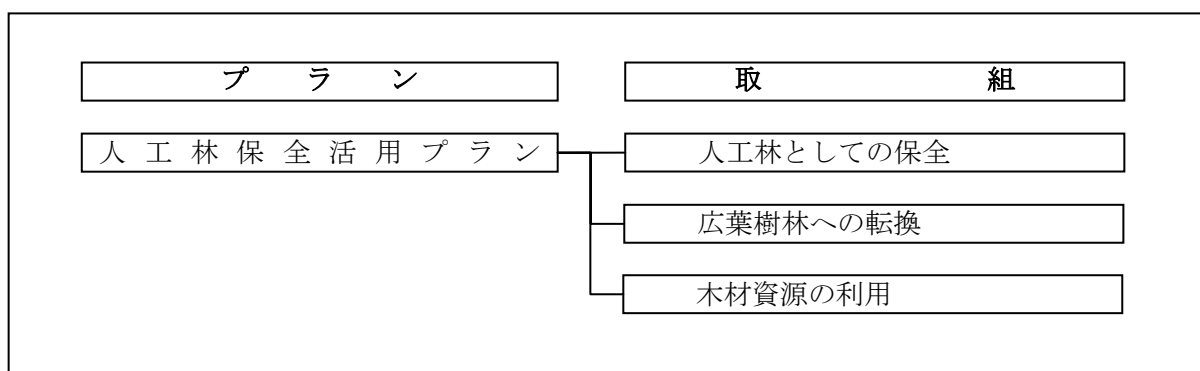 プラン 取組
人工林保全活用プラン 人工林としての保全
広葉樹林への転換
木材資源の利用